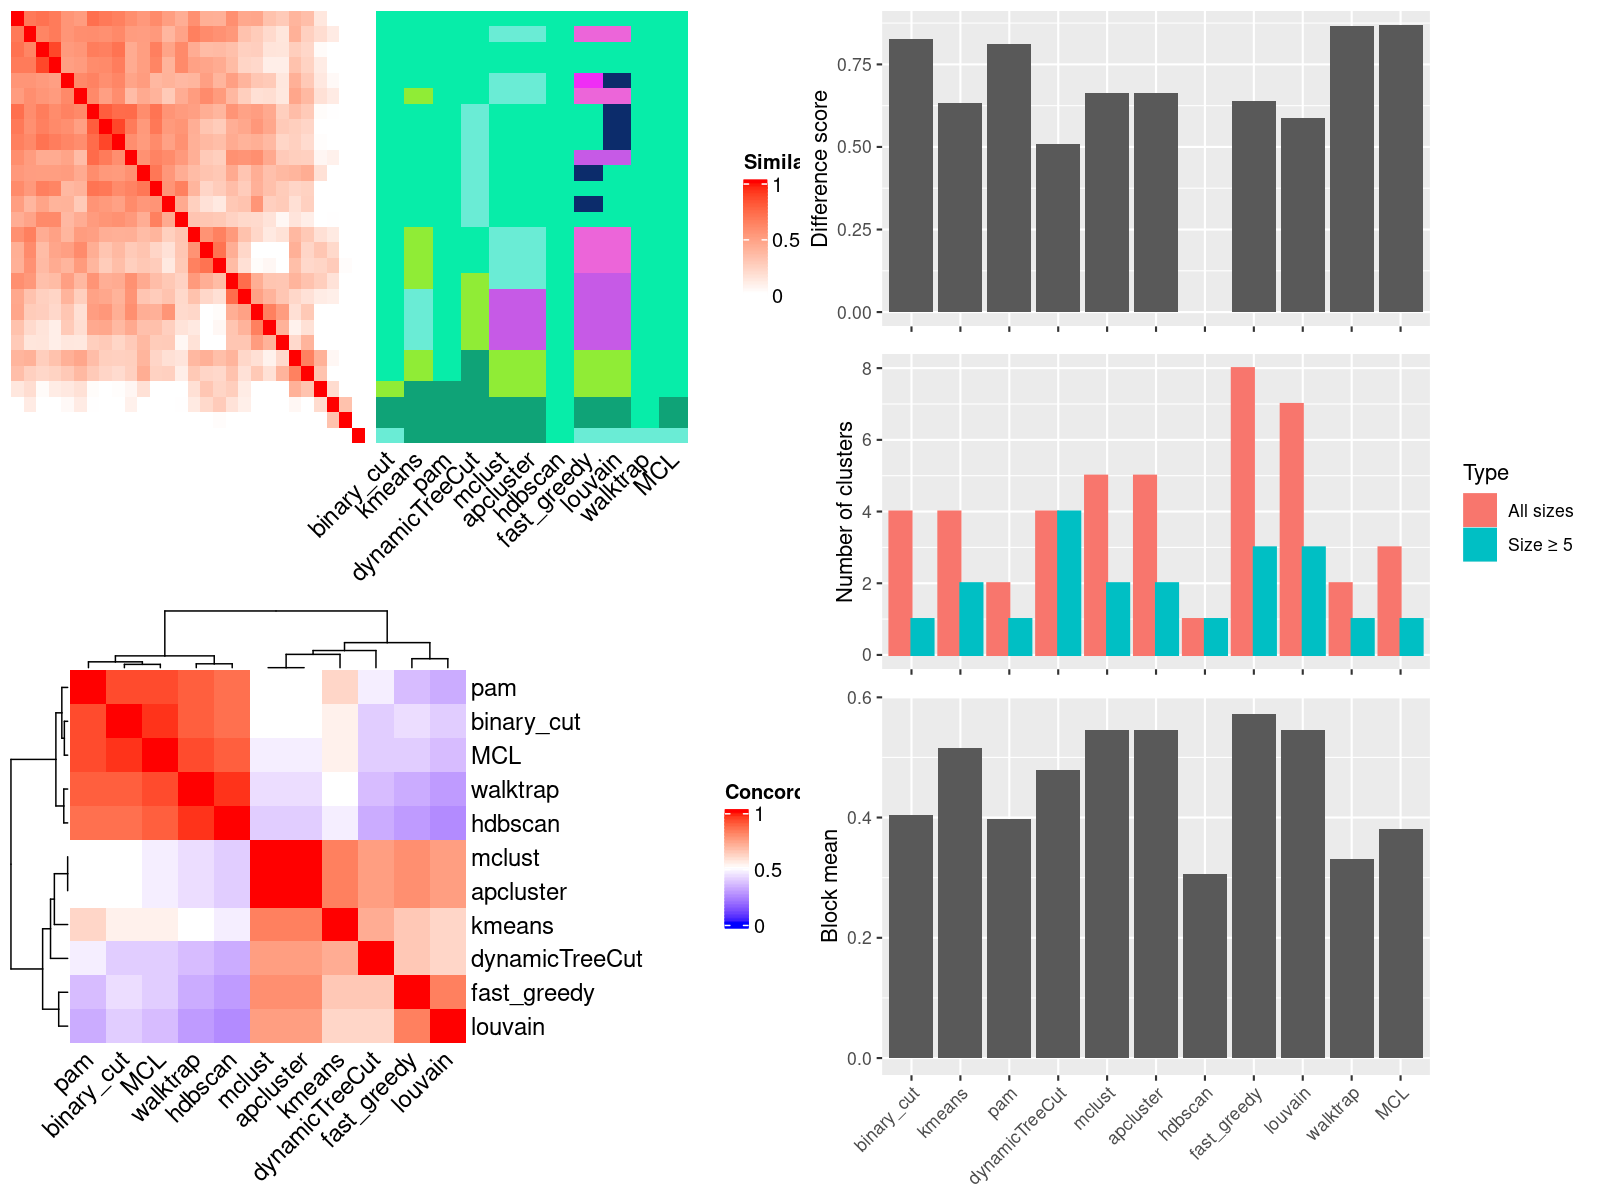 Simila
1
0.5
0
binary_cut
kmeans
pam
dynamicTreeCut
mclust
apcluster
hdbscan
fast_greedy
louvain
walktrap
MCL
pam
binary_cut
MCL
walktrap
hdbscan
mclust
apcluster
kmeans
dynamicTreeCut
fast_greedy
louvain
Concord
1
0.5
0
pam
binary_cut
MCL
walktrap
hdbscan
mclust
apcluster
kmeans
dynamicTreeCut
fast_greedy
louvain
Difference score
0.75
0.50
0.25
0.00
Number of clusters
8
6
4
2
0
Type
All sizes
Size ≥ 5
Block mean
0.6
0.4
0.2
0.0
binary_cut
kmeans
pam
dynamicTreeCut
mclust
apcluster
hdbscan
fast_greedy
louvain
walktrap
MCL